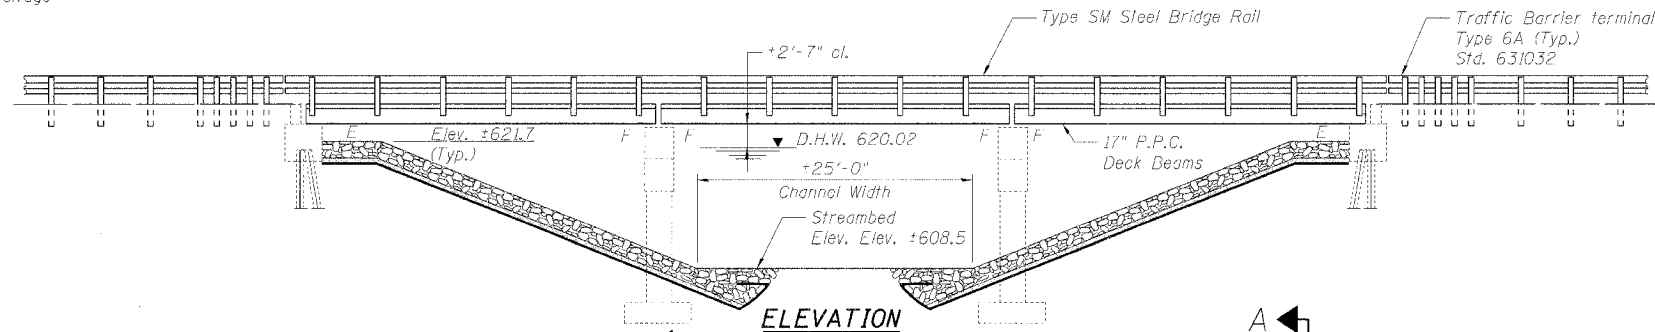 Type SM Steel Bridge Rail
Traffic Barrier terminal
Type 6A (Typ.)
Std. 631032
±2'-7" cl.
E
Elev. ±621.7
(Typ.)
F
F
D.H.W. 620.02
F
F
17" P.P.C.
Deck Beams
E
±25'-0"
Channel Width
Streambed
Elev. Elev. ±608.5
ELEVATION
A